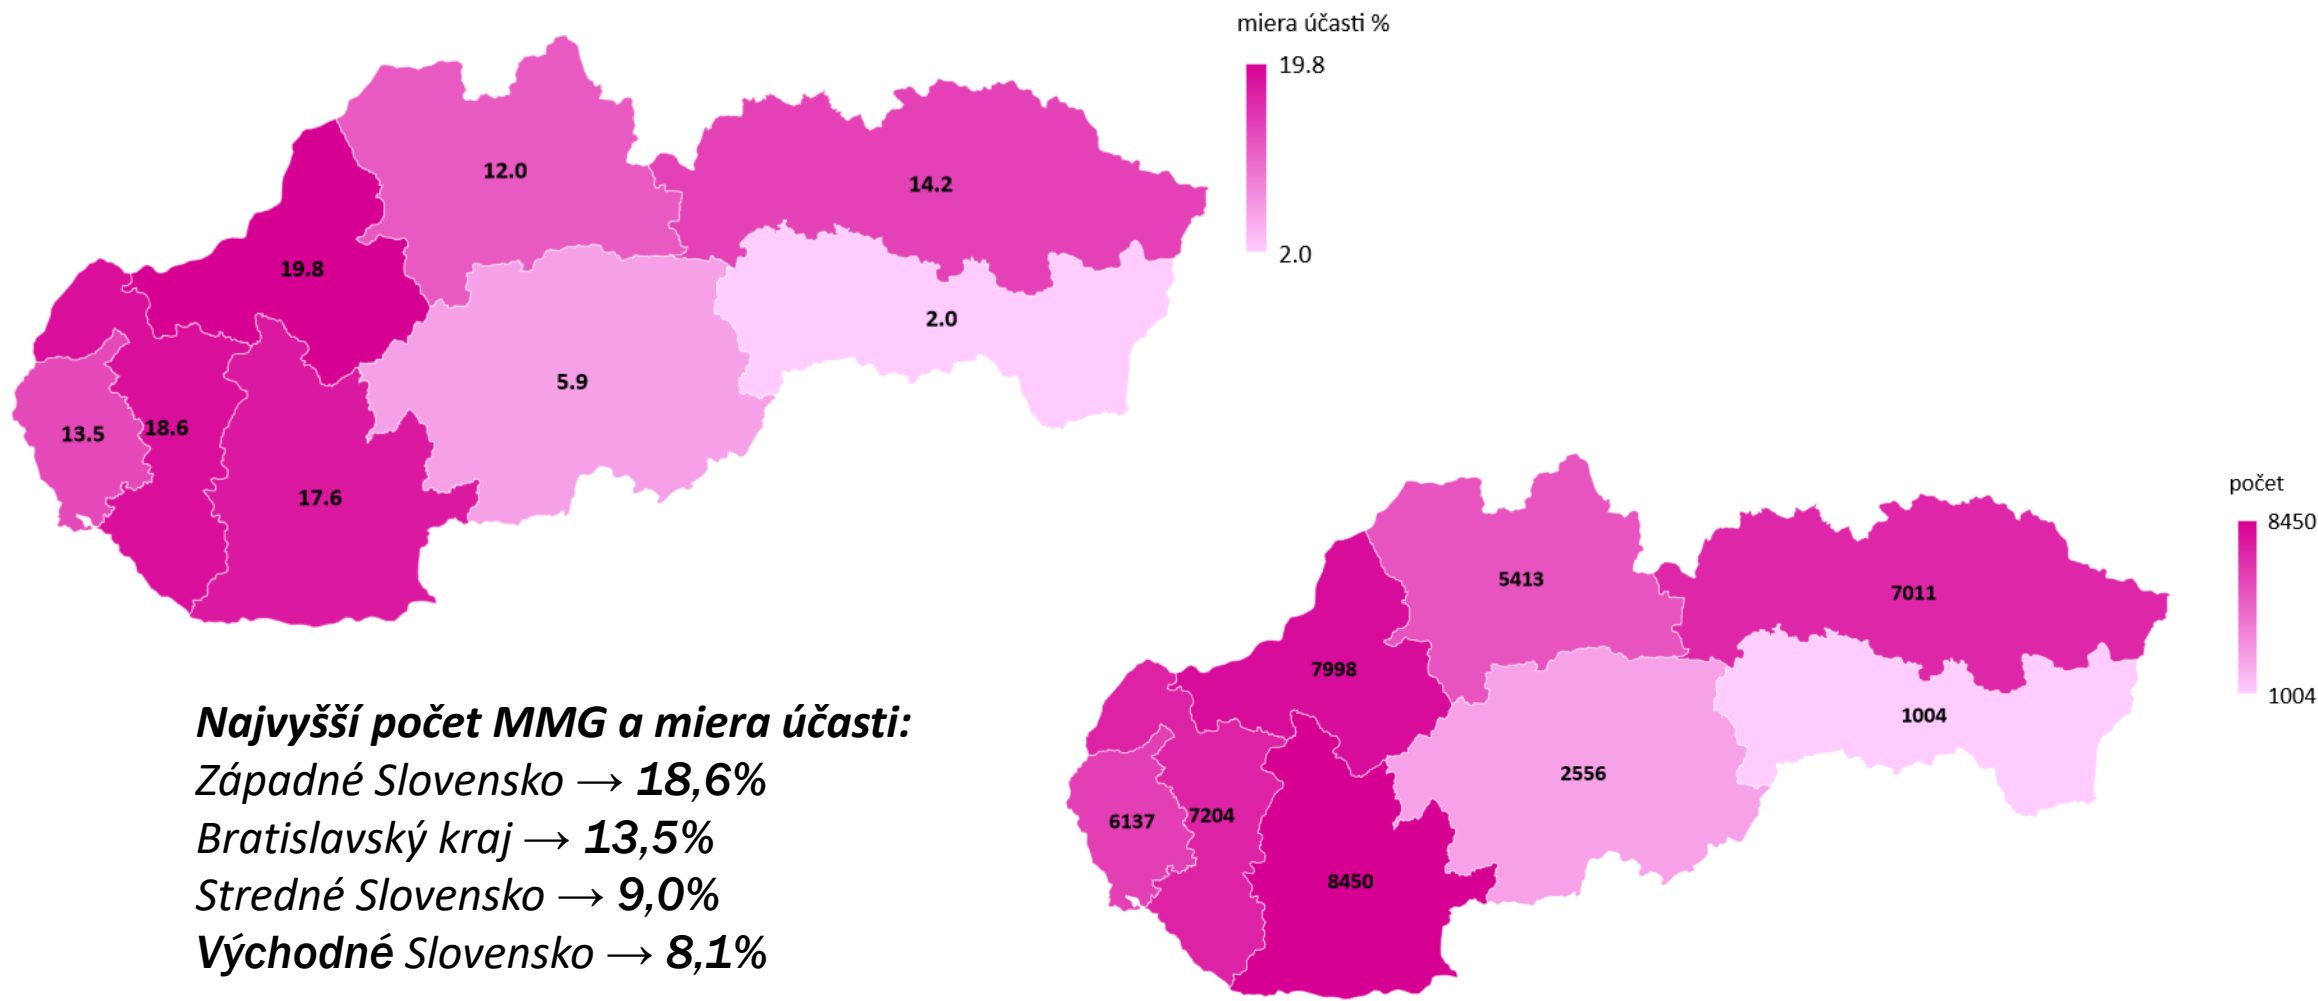 miera účasti %
19.8
2.0
12.0
14.2
19.8
2.0
5.9
13.5
18.6
17.6
počet
8450
1004
5413
7011
7998
1004
2556
6137
7204
8450
Najvyšší počet MMG a miera účasti:
Západné Slovensko → 18,6%
Bratislavský kraj → 13,5%
Stredné Slovensko → 9,0%
Východné Slovensko → 8,1%